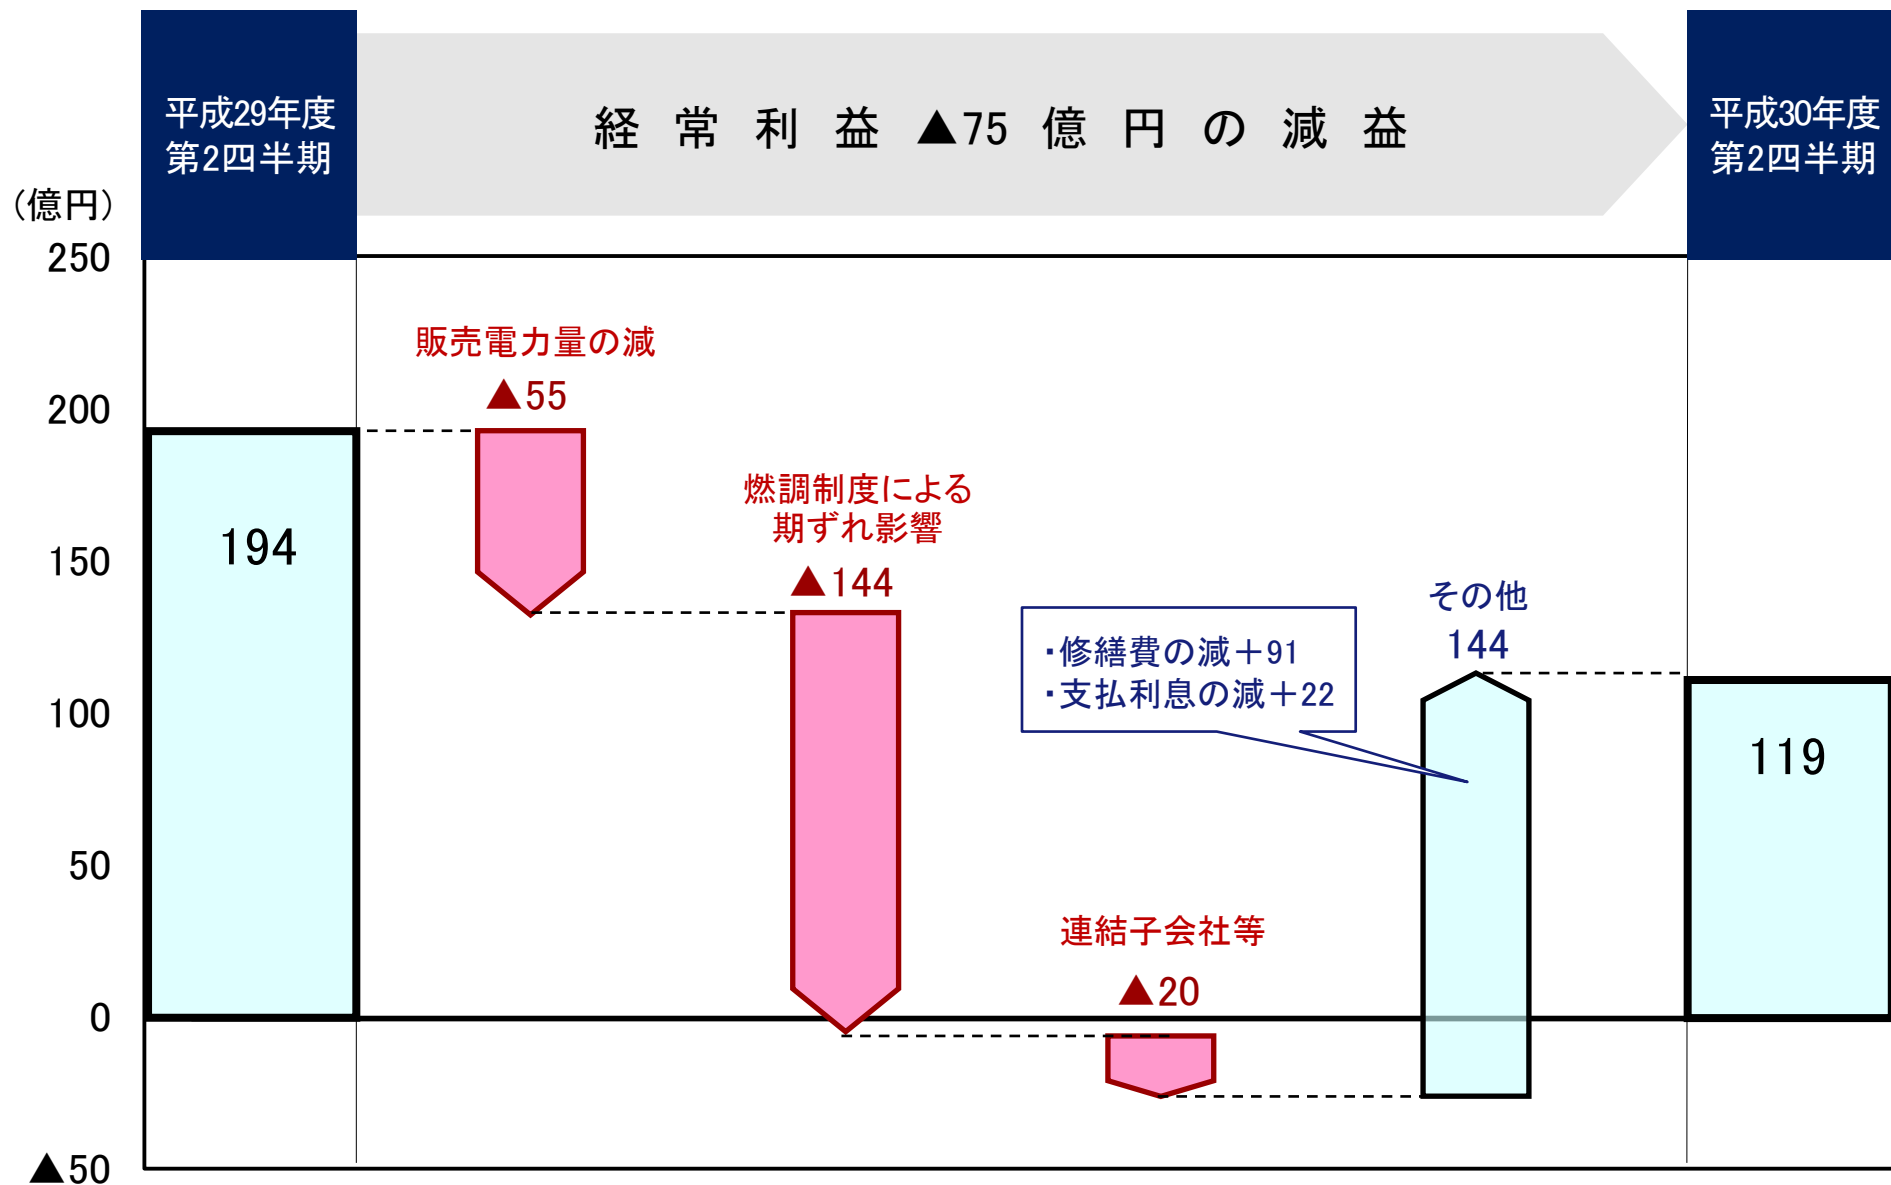 平成29年度
第2四半期
経常利益▲75億円の減益
平成30年度
第2四半期
(億円)
250
200
150
100
50
0
▲50
194
販売電力量の減
▲55
燃調制度による
期ずれ影響
▲144
連結子会社等
▲20
・修繕費の減＋91
・支払利息の減＋22
その他
144
119